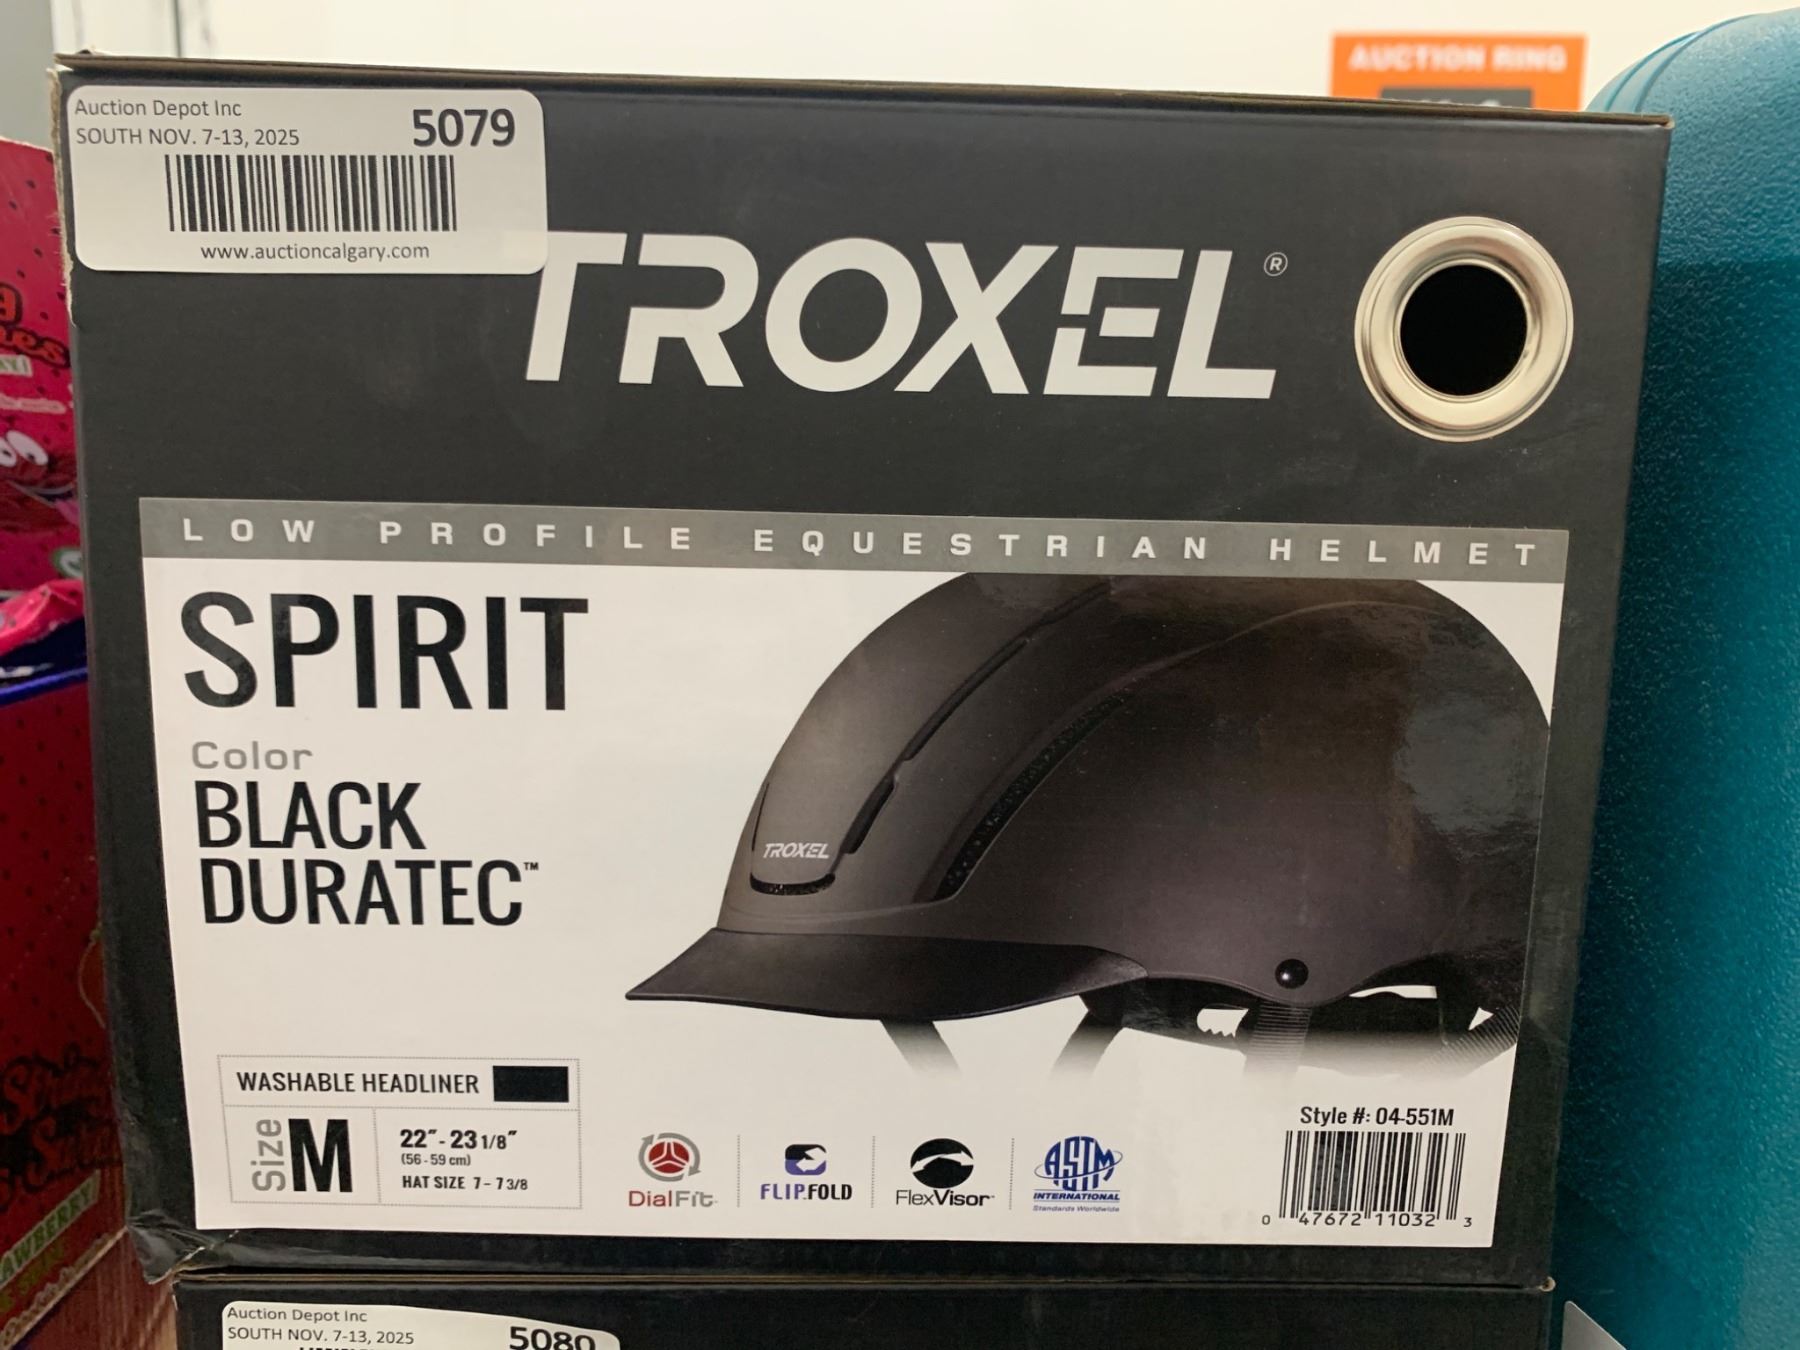 AUCTION RING
Auction Depot Inc
SOUTH NOV. 7-13, 2025
5079
www.auctioncalgary.com
TROXEL®
LOW PROFILE EQUESTRIAN HELMET
SPIRIT
Color
BLACK
DURATEC™
TROXEL
WASHABLE HEADLINER
Size M
22" - 23 1/8"
(56 - 59 cm)
HAT SIZE 7 - 7 3/8
DialFit
FLIP.FOLD
FlexVisor
ASTM
INTERNATIONAL
Standards Worldwide
Style #: 04-551M
0 47672 11032 3
Auction Depot Inc
SOUTH NOV. 7-13, 2025
5080